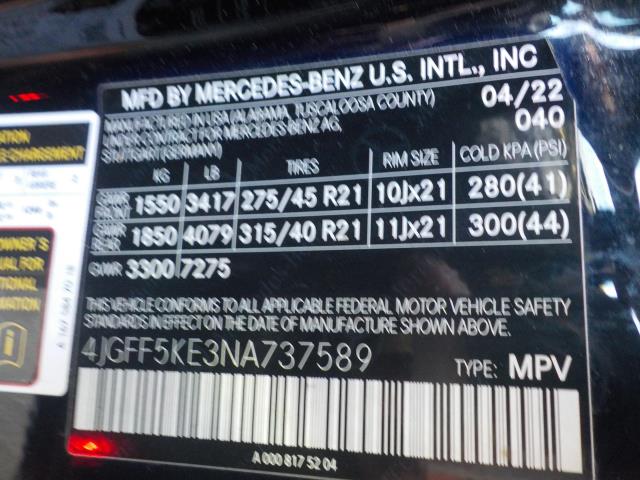 MFD BY MERCEDES-BENZ U.S. INTL., INC
MANUFACTURED IN USA (ALABAMA, TUSCALOOSA COUNTY) 04/22
UNDER CONTRACT FOR MERCEDES-BENZ AG, 040
STUTTGART (GERMANY)
KG LB TIRES RIM SIZE COLD KPA(PSI)
GAWR FRONT 1550 3417 275/45 R21 10Jx21 280(41)
GAWR REAR 1850 4079 315/40 R21 11Jx21 300(44)
GVWR 3300 7275
THIS VEHICLE CONFORMS TO ALL APPLICABLE FEDERAL MOTOR VEHICLE SAFETY
STANDARDS IN EFFECT ON THE DATE OF MANUFACTURE SHOWN ABOVE.
4JGFF5KE3NA737589 TYPE: MPV
A 000 817 52 04
OWNER'S
FOR